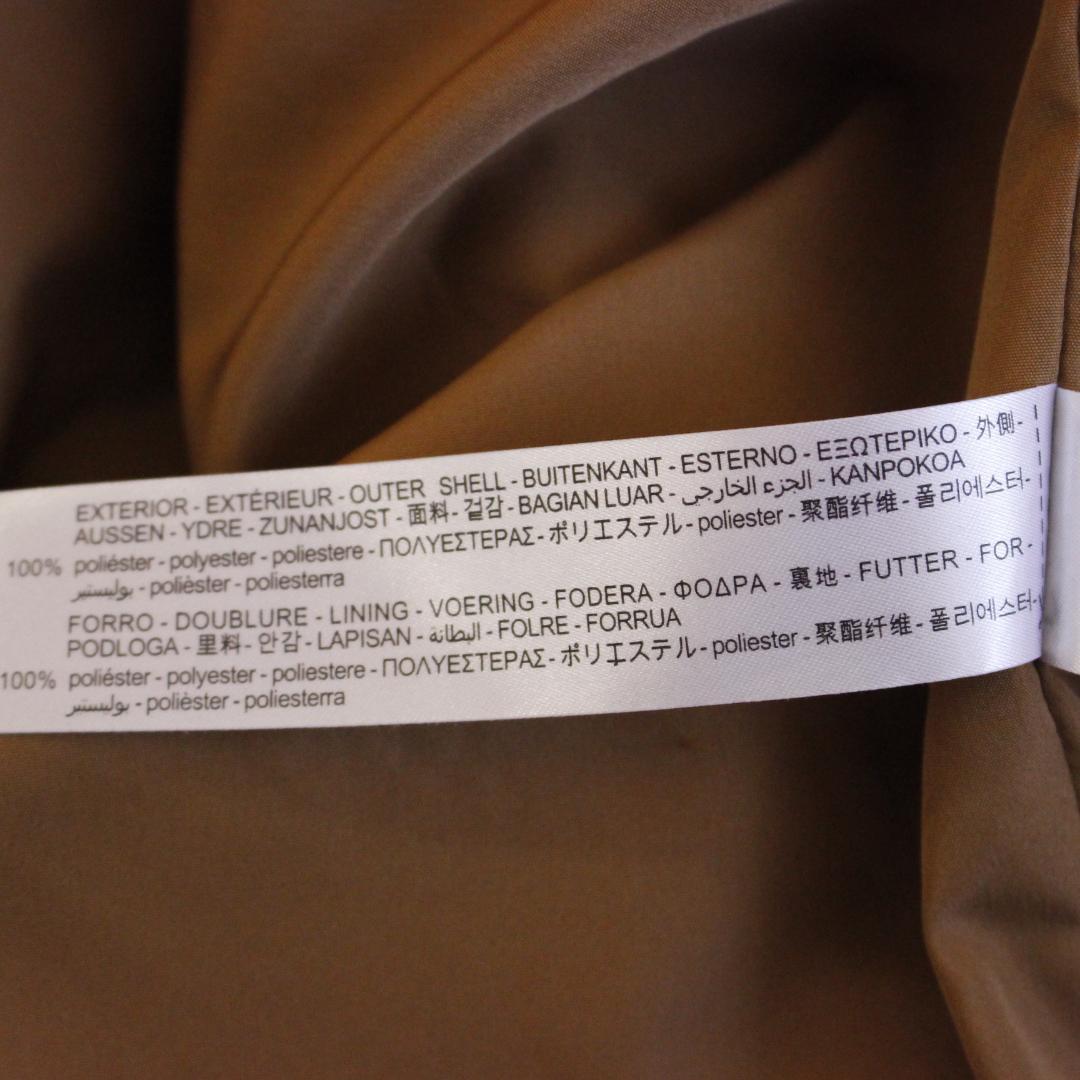 EXTERIOR - EXTÉRIEUR - OUTER SHELL - BUITENKANT - ESTERNO - ΕΞΩΤΕΡΙΚΟ - 外側 -
AUSSEN - YDRE - ZUNANJOST - 面料 - 겉감 - BAGIAN LUAR - الجزء الخارجي - KANPOKOA
100% poliéster - polyester - poliestere - ΠΟΛΥΕΣΤΕΡΑΣ - ポリエステル - poliester - 聚酯纤维 - 폴리에스터 -
بوليستير - polièster - poliesterra
FORRO - DOUBLURE - LINING - VOERING - FODERA - ΦΟΔΡΑ - 裏地 - FUTTER - FOR -
PODLOGA - 里料 - 안감 - LAPISAN - البطانة - FOLRE - FORRUA
100% poliéster - polyester - poliestere - ΠΟΛΥΕΣΤΕΡΑΣ - ポリエステル - poliester - 聚酯纤维 - 폴리에스터 -
بوليستير - polièster - poliesterra